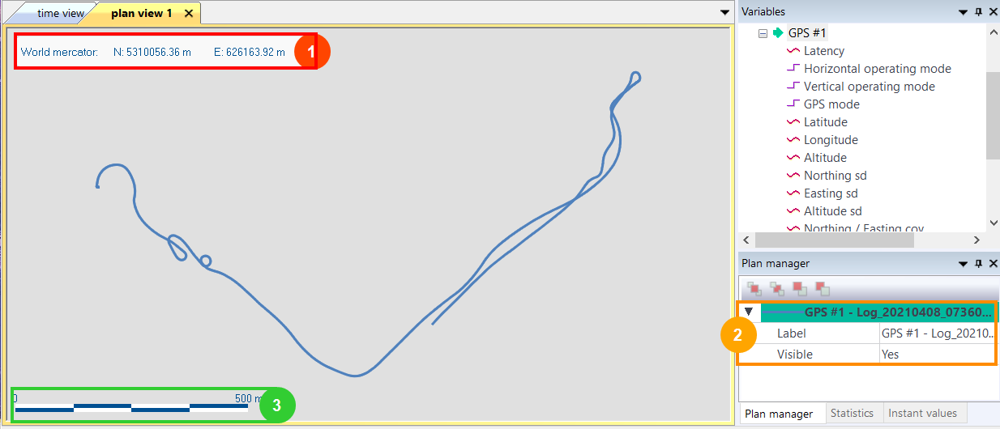 time view
plan view 1
World mercator: N: 5310056.36 m E: 626163.92 m
1
0
500 m
3
Variables
GPS #1
Latency
Horizontal operating mode
Vertical operating mode
GPS mode
Latitude
Longitude
Altitude
Northing sd
Easting sd
Altitude sd
Northing / Easting cov
Plan manager
GPS #1 - Log_20210408_07360...
2
Label GPS #1 - Log_20210...
Visible Yes
Plan manager Statistics Instant values